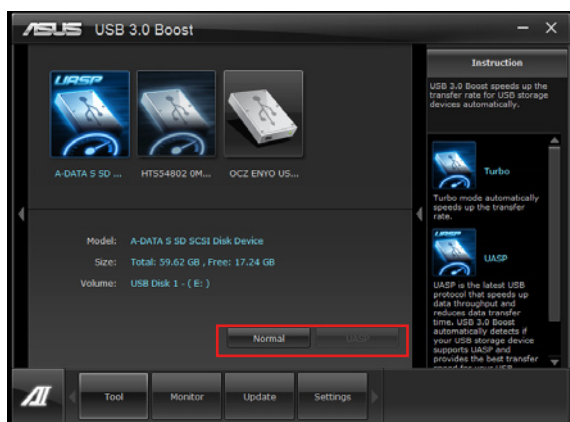 ASUS USB 3.0 Boost
Instruction
USB 3.0 Boost speeds up the
transfer rate for USB storage
devices automatically.
UASP
A-DATA S SD ...
HTS54802 0M...
OCZ ENYO US...
Turbo
Turbo mode automatically
speeds up the transfer
rate.
Model: A-DATA S SD SCSI Disk Device
Size: Total: 59.62 GB , Free: 17.24 GB
Volume: USB Disk 1 - ( E: )
Normal
UASP
UASP
UASP
UASP is the latest USB
protocol that speeds up
data throughput and
reduces data transfer
time. USB 3.0 Boost
automatically detects if
your USB storage device
supports UASP and
provides the best transfer
speed for your USB
Tool
Monitor
Update
Settings